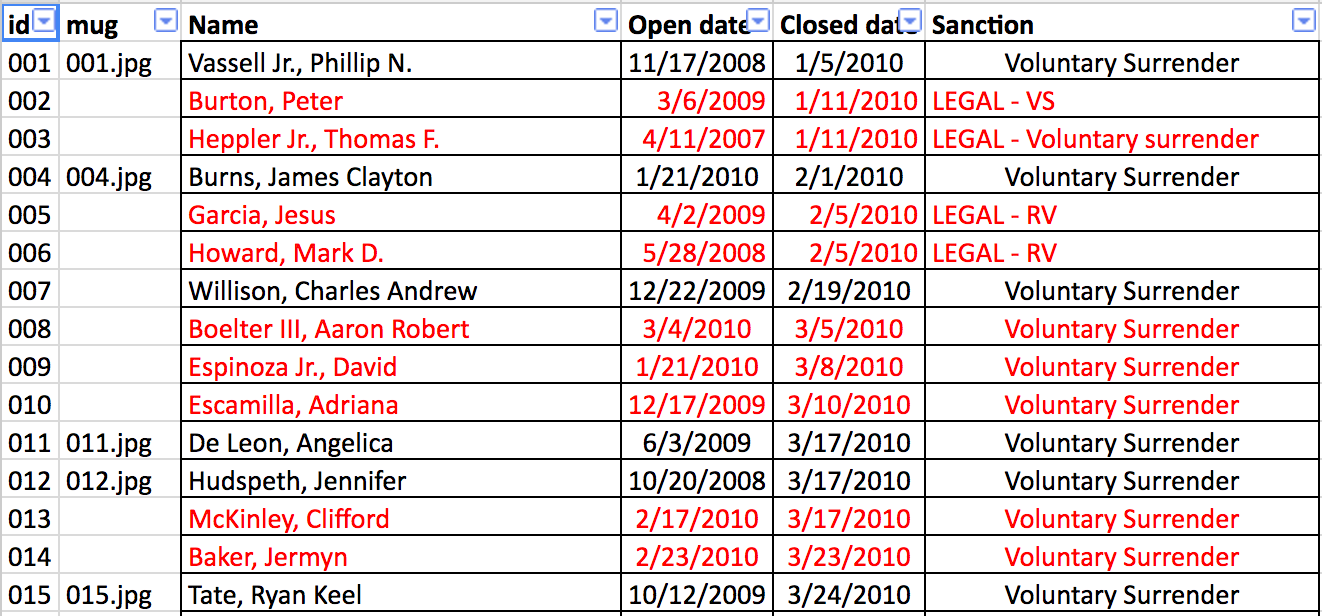 id mug Name Open date Closed date Sanction
001 001.jpg Vassell Jr., Phillip N. 11/17/2008 1/5/2010 Voluntary Surrender
002 Burton, Peter 3/6/2009 1/11/2010 LEGAL - VS
003 Heppler Jr., Thomas F. 4/11/2007 1/11/2010 LEGAL - Voluntary surrender
004 004.jpg Burns, James Clayton 1/21/2010 2/1/2010 Voluntary Surrender
005 Garcia, Jesus 4/2/2009 2/5/2010 LEGAL - RV
006 Howard, Mark D. 5/28/2008 2/5/2010 LEGAL - RV
007 Willison, Charles Andrew 12/22/2009 2/19/2010 Voluntary Surrender
008 Boelter III, Aaron Robert 3/4/2010 3/5/2010 Voluntary Surrender
009 Espinoza Jr., David 1/21/2010 3/8/2010 Voluntary Surrender
010 Escamilla, Adriana 12/17/2009 3/10/2010 Voluntary Surrender
011 011.jpg De Leon, Angelica 6/3/2009 3/17/2010 Voluntary Surrender
012 012.jpg Hudspeth, Jennifer 10/20/2008 3/17/2010 Voluntary Surrender
013 McKinley, Clifford 2/17/2010 3/17/2010 Voluntary Surrender
014 Baker, Jermyn 2/23/2010 3/23/2010 Voluntary Surrender
015 015.jpg Tate, Ryan Keel 10/12/2009 3/24/2010 Voluntary Surrender